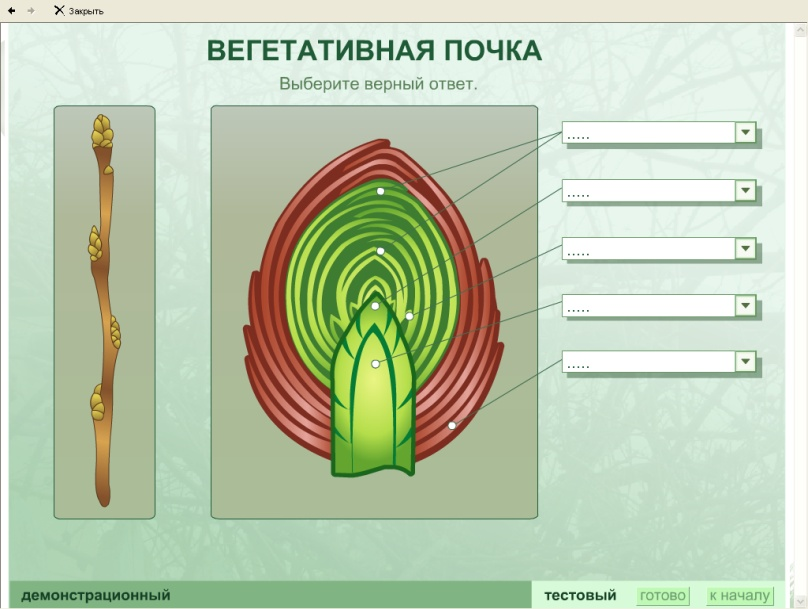 Закрыть
ВЕГЕТАТИВНАЯ ПОЧКА
Выберите верный ответ.
.....
.....
.....
.....
.....
демонстрационный
тестовый готово к началу